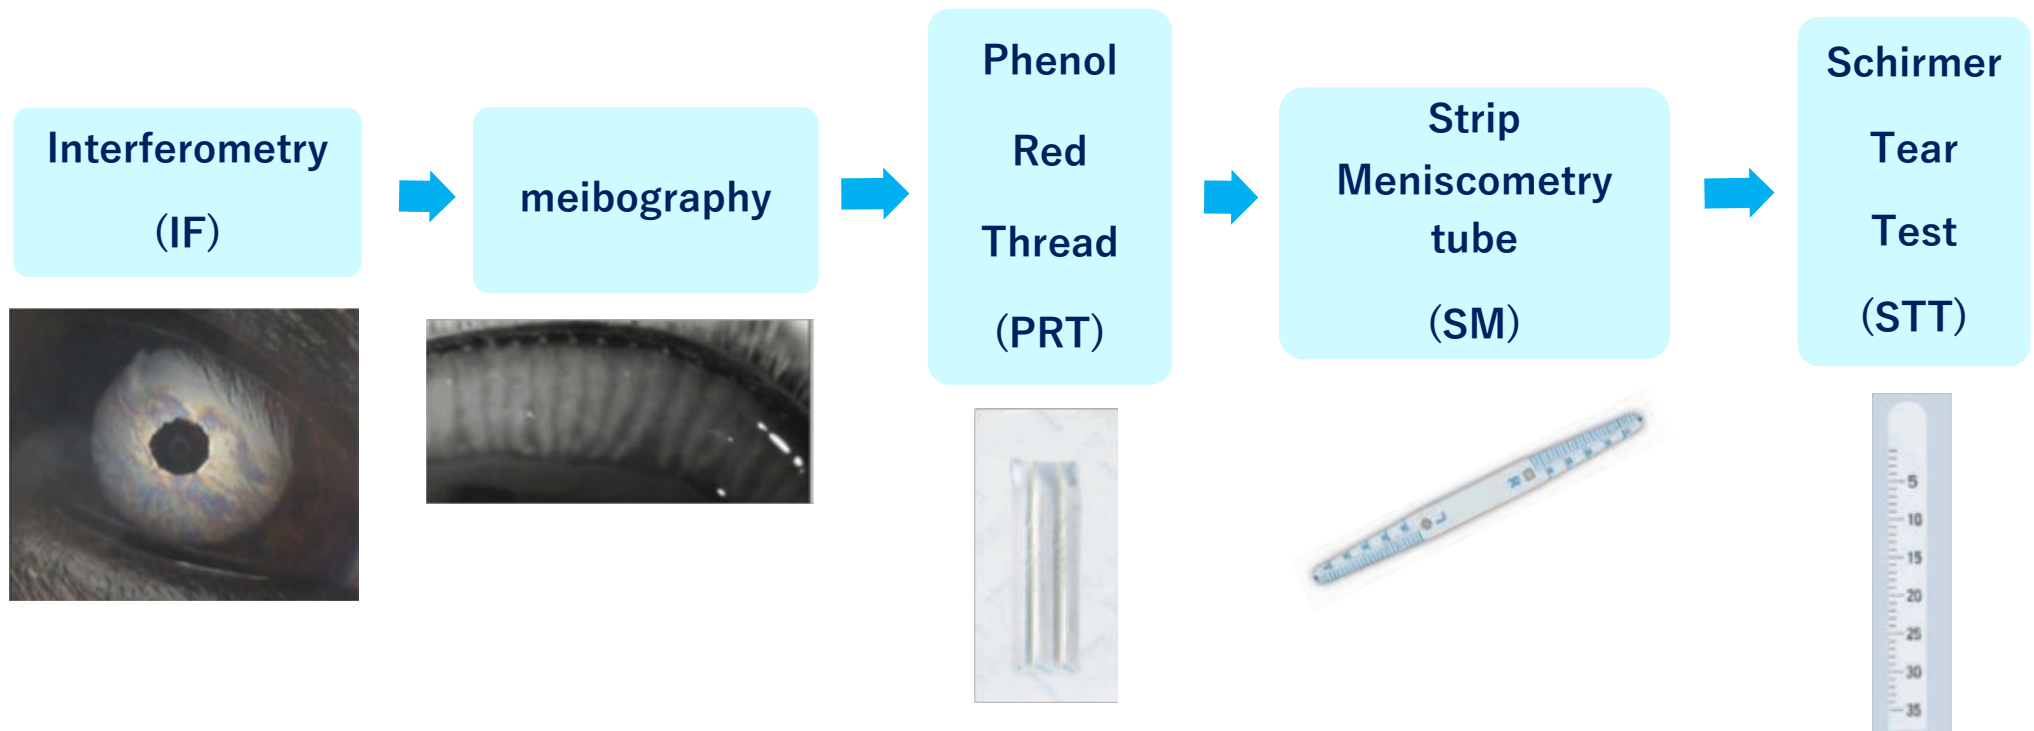 Interferometry
(IF)
meibography
Phenol
Red
Thread
(PRT)
Strip
Meniscometry
tube
(SM)
Schirmer
Tear
Test
(STT)
R
L
5
10
15
20
25
30
35